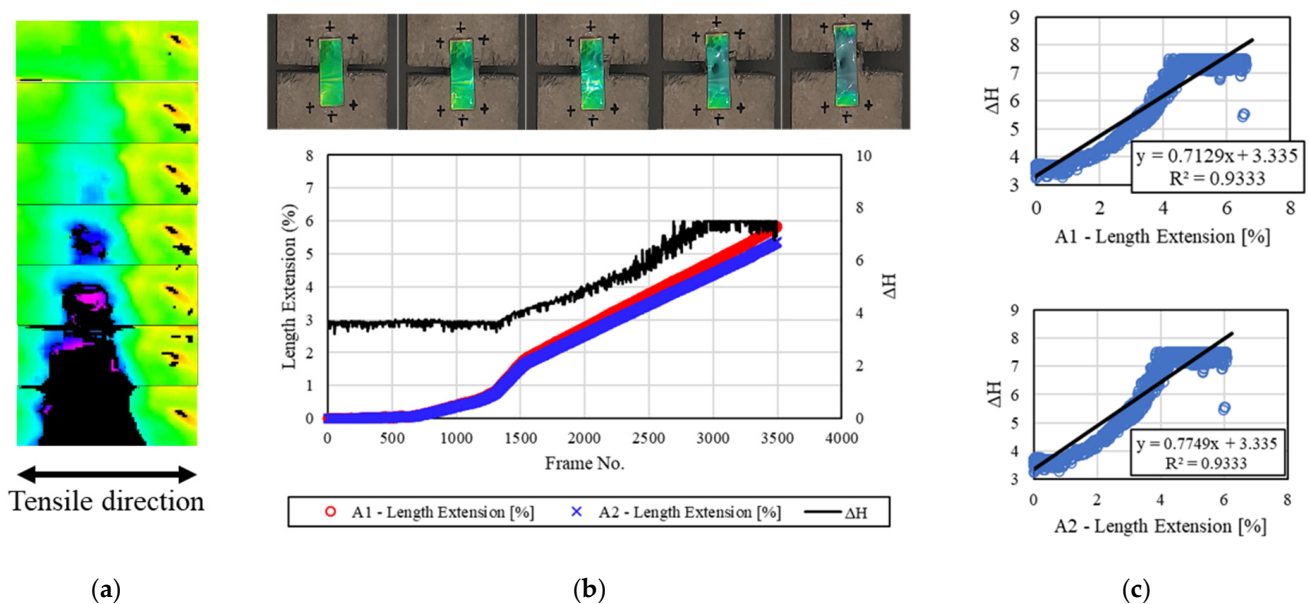 Tensile direction
(a)
8
7
6
5
4
3
2
1
0
Length Extension (%)
0 500 1000 1500 2000 2500 3000 3500 4000
Frame No.
10
8
6
4
2
0
ΔH
A1 - Length Extension [%] A2 - Length Extension [%] ΔH
(b)
9
8
7
6
5
4
3
ΔH
y = 0.7129x + 3.335
R² = 0.9333
0 2 4 6 8
A1 - Length Extension [%]
9
8
7
6
5
4
3
ΔH
y = 0.7749x + 3.335
R² = 0.9333
0 2 4 6 8
A2 - Length Extension [%]
(c)